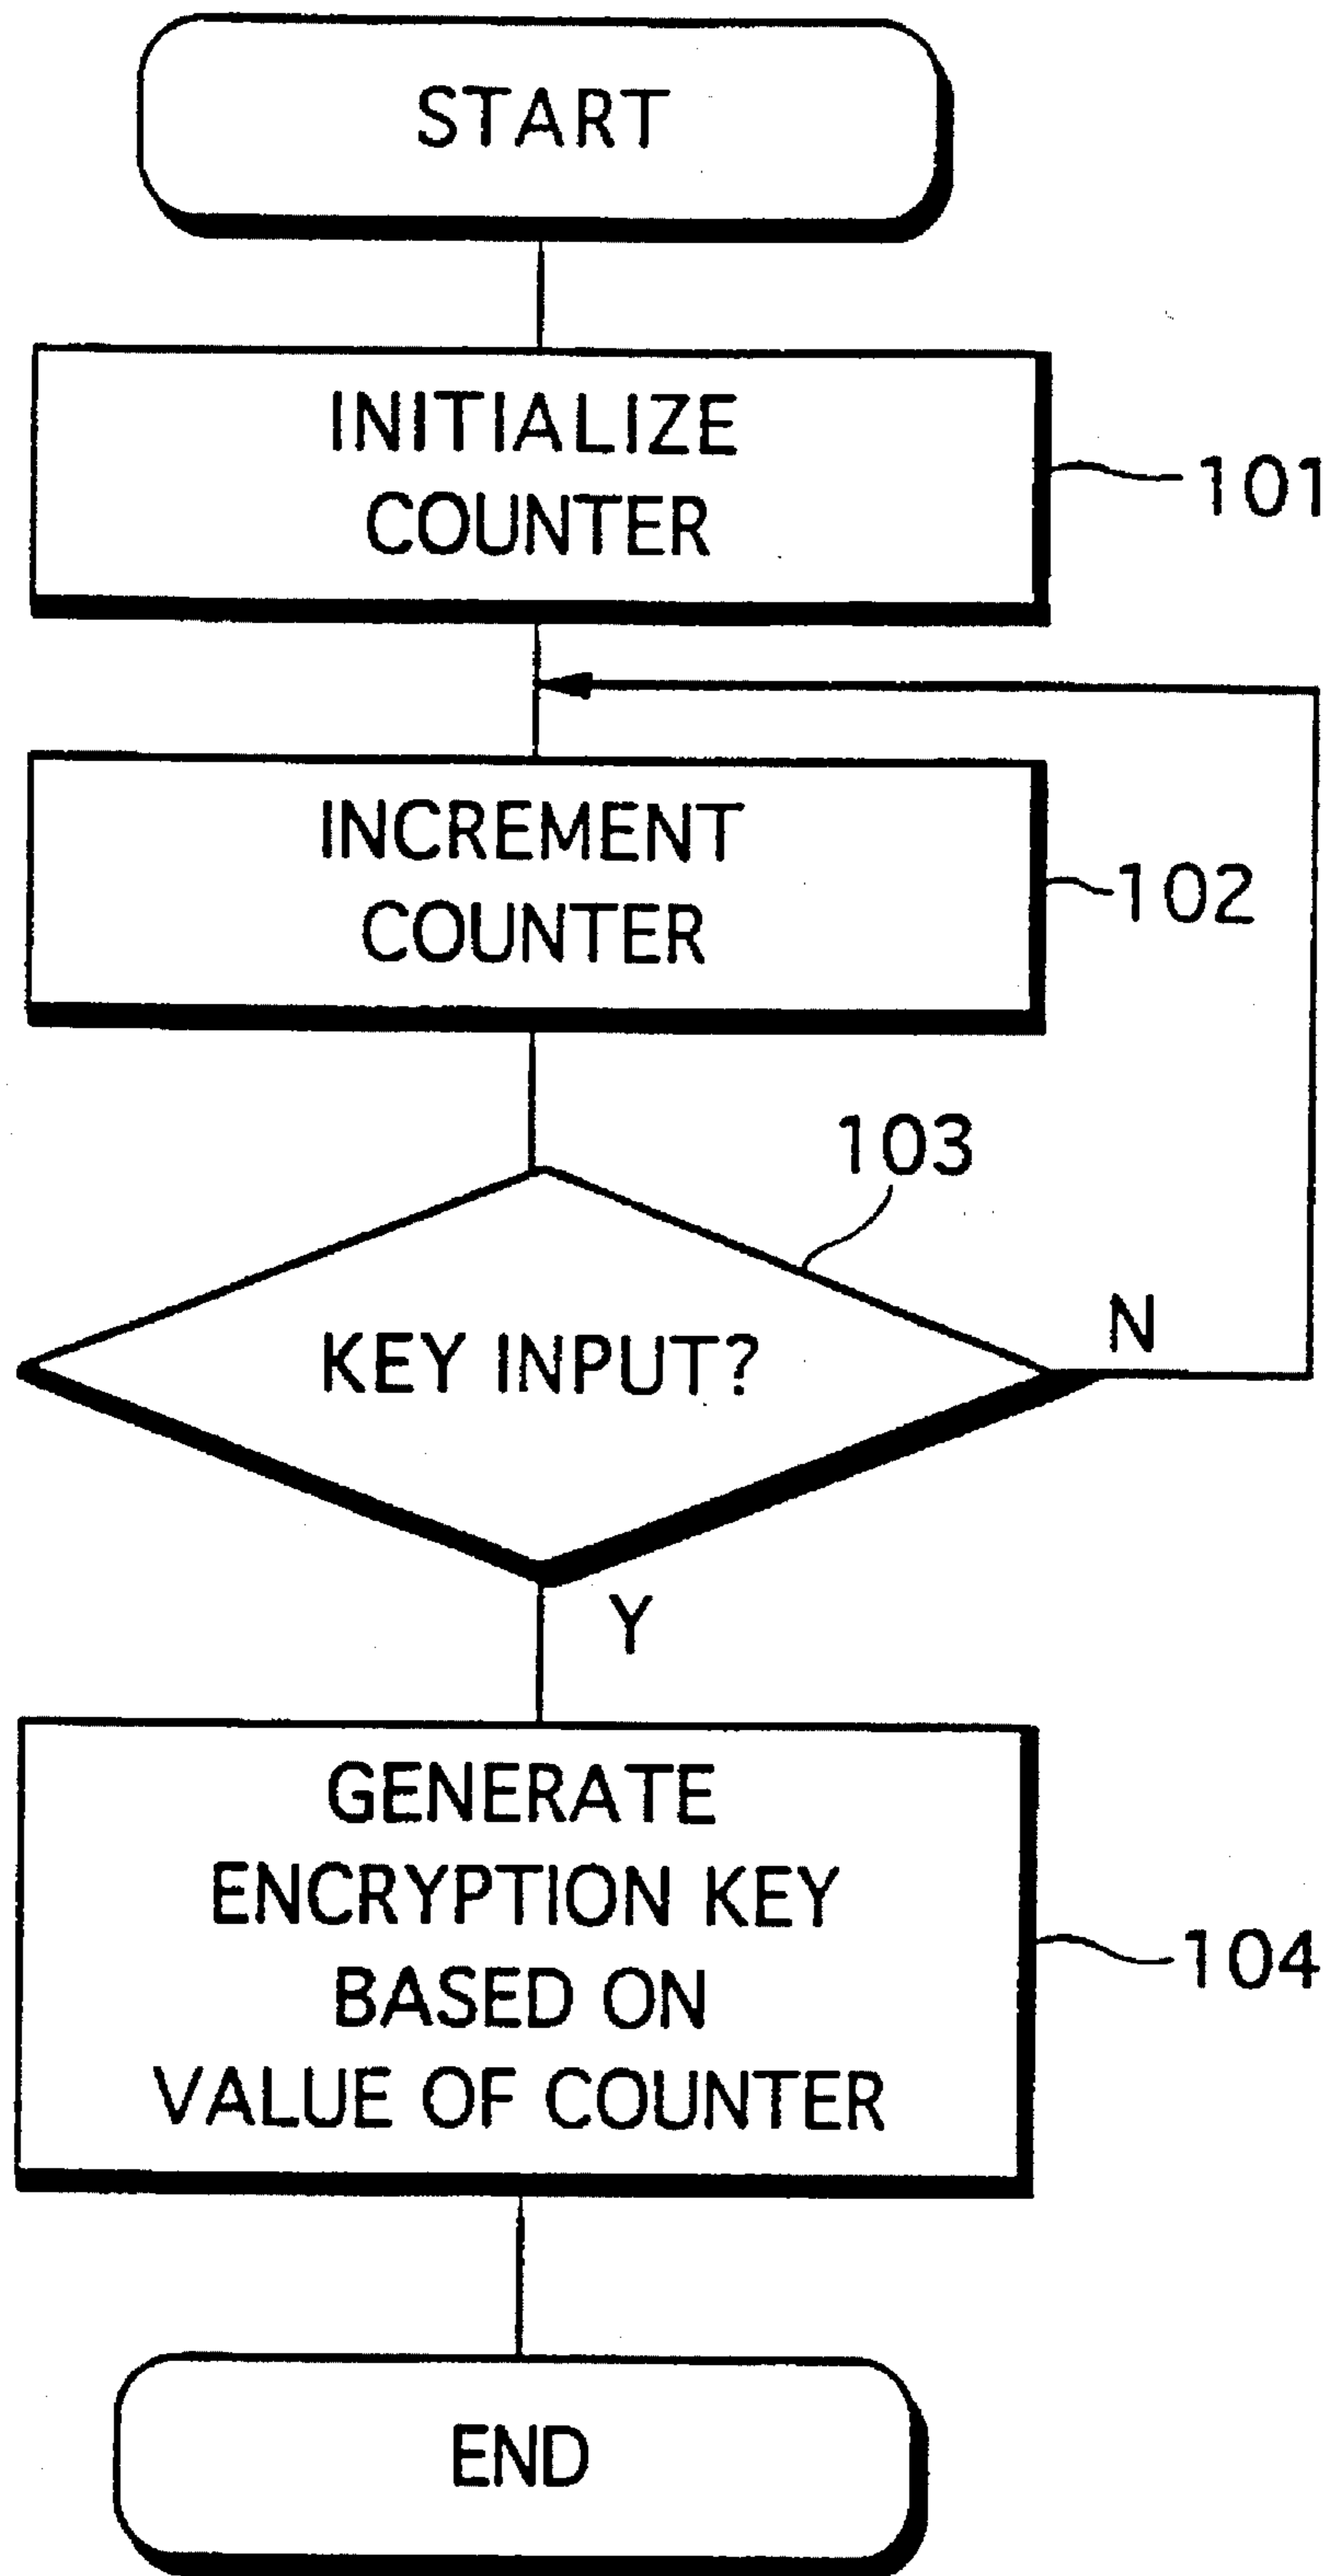 START
INITIALIZE
COUNTER
101
INCREMENT
COUNTER
102
103
KEY INPUT?
N
Y
GENERATE
ENCRYPTION KEY
BASED ON
VALUE OF COUNTER
104
END